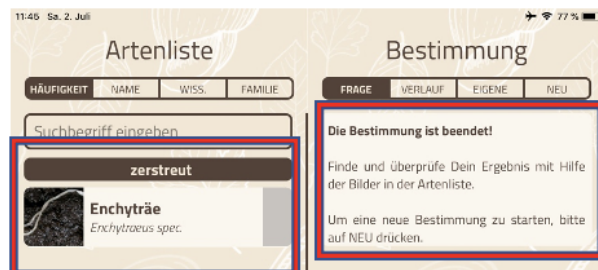 11:46 Sa. 2. Juli
77 %
Artenliste
HÄUFIGKEIT NAME WISS. FAMILIE
Suchbegriff eingeben
zerstreut
Enchyträe
Enchytraeus spec.
Bestimmung
FRAGE VERLAUF EIGENE NEU
Die Bestimmung ist beendet!
Finde und überprüfe Dein Ergebnis mit Hilfe
der Bilder in der Artenliste.
Um eine neue Bestimmung zu starten, bitte
auf NEU drücken.